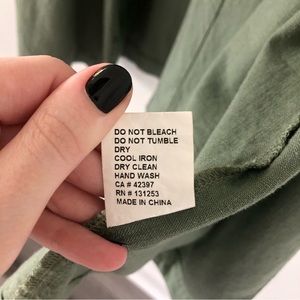 DO NOT BLEACH
DO NOT TUMBLE
DRY
COOL IRON
DRY CLEAN
HAND WASH
CA # 42397
RN # 131253
MADE IN CHINA